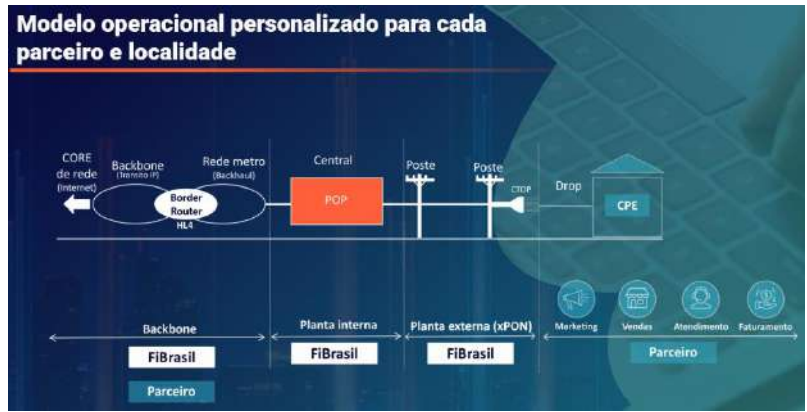 Modelo operacional personalizado para cada
parceiro e localidade
CORE
de rede
(Internet)
Backbone
(Transito IP)
Border
Router
HL4
Rede metro
(Backhaul)
Central
POP
Poste
Poste
CTOP
Drop
CPE
Marketing
Vendas
Atendimento
Faturamento
Backbone
FiBrasil
Parceiro
Planta interna
FiBrasil
Planta externa (xPON)
FiBrasil
Parceiro